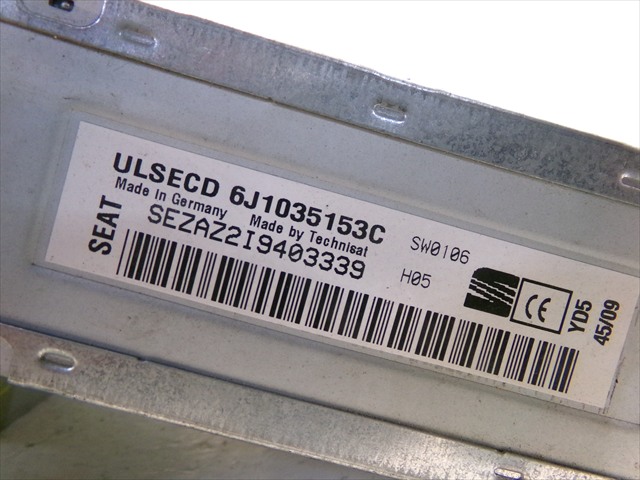 ULSECD 6J1035153C
Made in Germany Made by Technisat
SEAT
SEZAZ2I9403339
SW0106
H05
CE
YD5
45/09